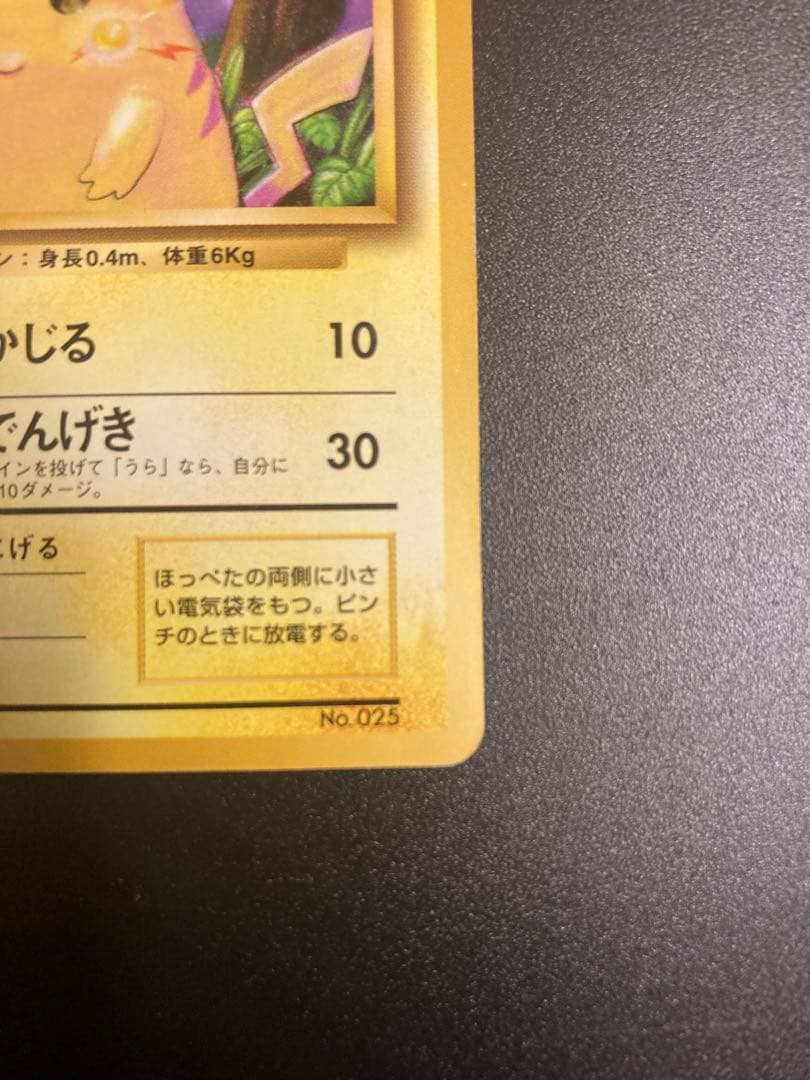 ン：身長0.4m、体重6Kg
かじる 10
でんげき 30
インを投げて「うら」なら、自分に
10ダメージ。
にげる
ほっぺたの両側に小さ
い電気袋をもつ。ピン
チのときに放電する。
No. 025